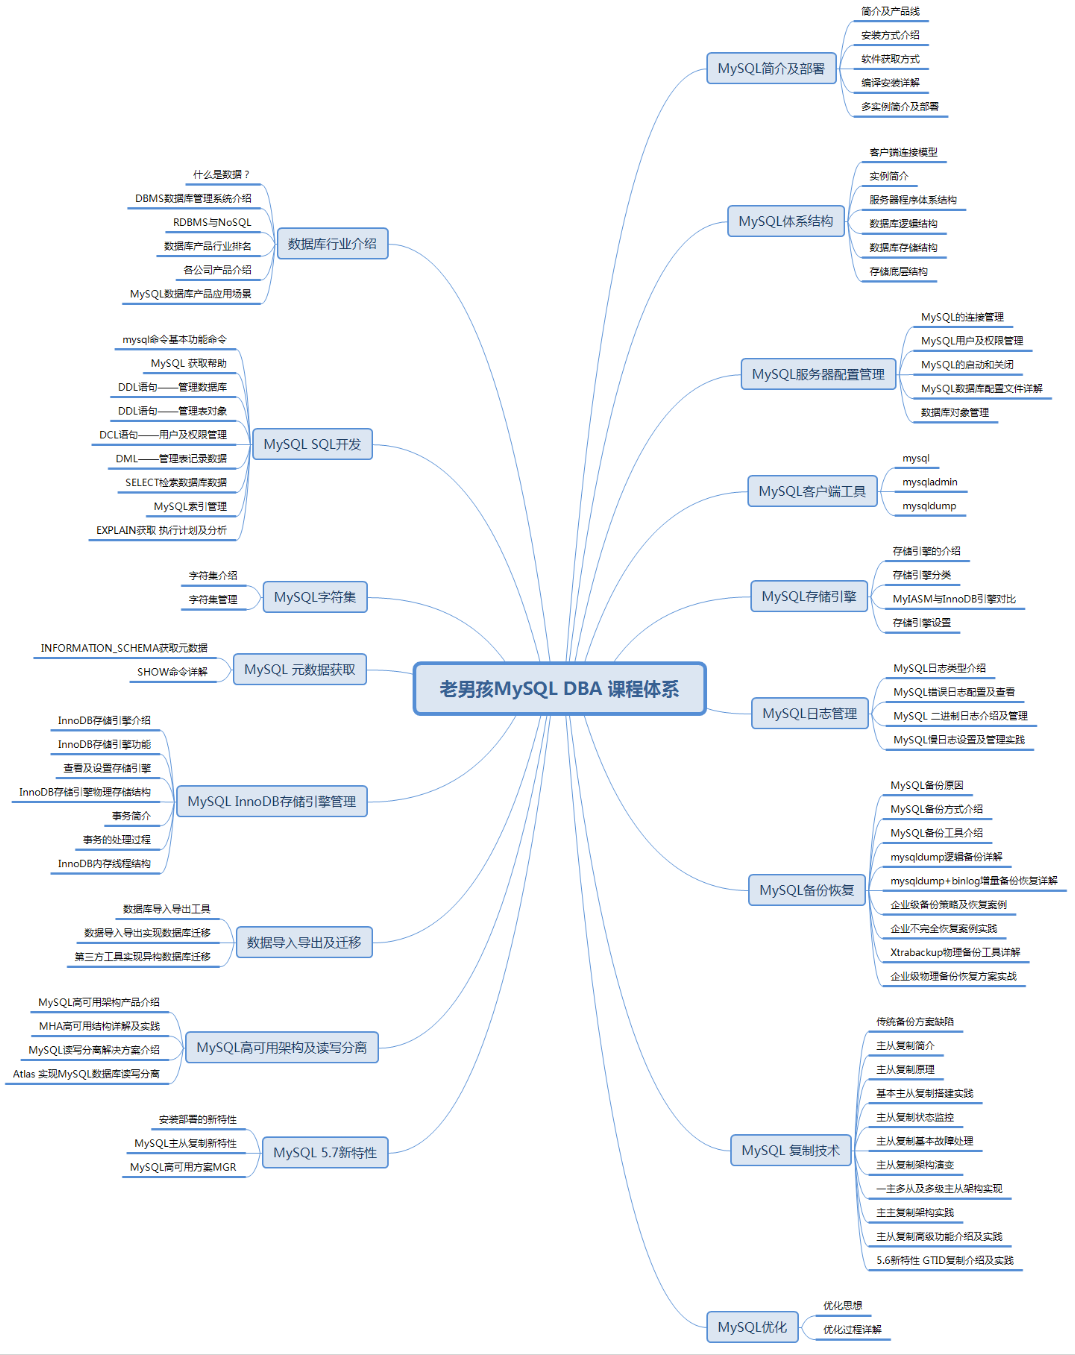 老男孩MySQL DBA 课程体系
MySQL简介及部署
简介及产品线
安装方式介绍
软件获取方式
编译安装详解
多实例简介及部署
MySQL体系结构
客户端连接模型
实例简介
服务器程序体系结构
数据库逻辑结构
数据库存储结构
存储底层结构
MySQL服务器配置管理
MySQL的连接管理
MySQL用户及权限管理
MySQL的启动和关闭
MySQL数据库配置文件详解
数据库对象管理
MySQL客户端工具
mysql
mysqladmin
mysqldump
MySQL存储引擎
存储引擎的介绍
存储引擎分类
MyIASM与InnoDB引擎对比
存储引擎设置
MySQL日志管理
MySQL日志类型介绍
MySQL错误日志配置及查看
MySQL 二进制日志介绍及管理
MySQL慢日志设置及管理实践
MySQL备份恢复
MySQL备份原因
MySQL备份方式介绍
MySQL备份工具介绍
mysqldump逻辑备份详解
mysqldump+binlog增量备份恢复详解
企业级备份策略及恢复案例
企业不完全恢复案例实践
Xtrabackup物理备份工具详解
企业级物理备份恢复方案实战
MySQL 复制技术
传统备份方案缺陷
主从复制简介
主从复制原理
基本主从复制搭建实践
主从复制状态监控
主从复制基本故障处理
主从复制架构演变
一主多从及多级主从架构实现
主主复制架构实践
主从复制高级功能介绍及实践
5.6新特性 GTID复制介绍及实践
MySQL优化
优化思想
优化过程详解
数据库行业介绍
什么是数据？
DBMS数据库管理系统介绍
RDBMS与NoSQL
数据库产品行业排名
各公司产品介绍
MySQL数据库产品应用场景
MySQL SQL开发
mysql命令基本功能命令
MySQL 获取帮助
DDL语句——管理数据库
DDL语句——管理表对象
DCL语句——用户及权限管理
DML——管理表记录数据
SELECT检索数据库数据
MySQL索引管理
EXPLAIN获取 执行计划及分析
MySQL字符集
字符集介绍
字符集管理
MySQL 元数据获取
INFORMATION_SCHEMA获取元数据
SHOW命令详解
MySQL InnoDB存储引擎管理
InnoDB存储引擎介绍
InnoDB存储引擎功能
查看及设置存储引擎
InnoDB存储引擎物理存储结构
事务简介
事务的处理过程
InnoDB内存线程结构
数据导入导出及迁移
数据库导入导出工具
数据导入导出实现数据库迁移
第三方工具实现异构数据库迁移
MySQL高可用架构及读写分离
MySQL高可用架构产品介绍
MHA高可用结构详解及实践
MySQL读写分离解决方案介绍
Atlas 实现MySQL数据库读写分离
MySQL 5.7新特性
安装部署的新特性
MySQL主从复制新特性
MySQL高可用方案MGR